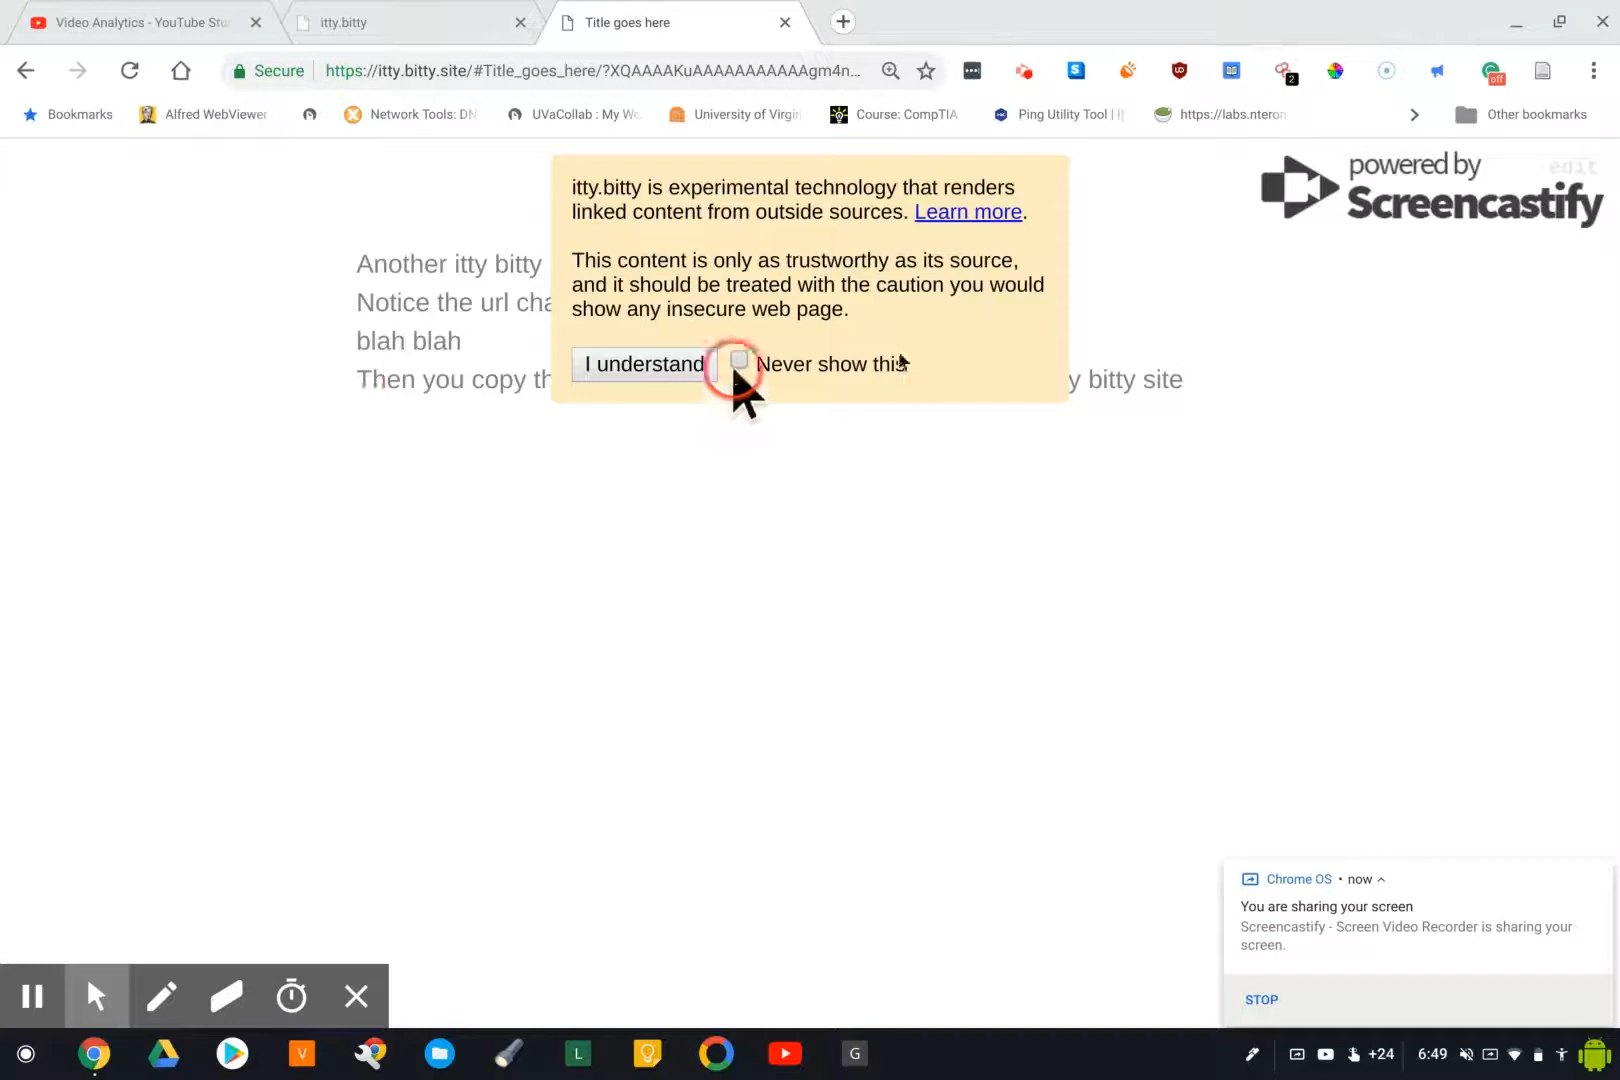 Video Analytics - YouTube Stu
itty.bitty
Title goes here
Secure
https://itty.bitty.site/#Title_goes_here/?XQAAAAKuAAAAAAAAAAAgm4n...
2
off
Bookmarks
Alfred WebViewer
Network Tools: DN
UVaCollab : My Wo
University of Virgin
Course: CompTIA
Ping Utility Tool |
https://labs.nteron
Other bookmarks
itty.bitty is experimental technology that renders
linked content from outside sources. Learn more.
This content is only as trustworthy as its source,
and it should be treated with the caution you would
show any insecure web page.
I understand
Never show this
powered by
Screencastify
edit
Another itty bitty
Notice the url cha
blah blah
Then you copy th
y bitty site
Chrome OS • now
You are sharing your screen
Screencastify - Screen Video Recorder is sharing your
screen.
STOP
V
L
G
+24
6:49